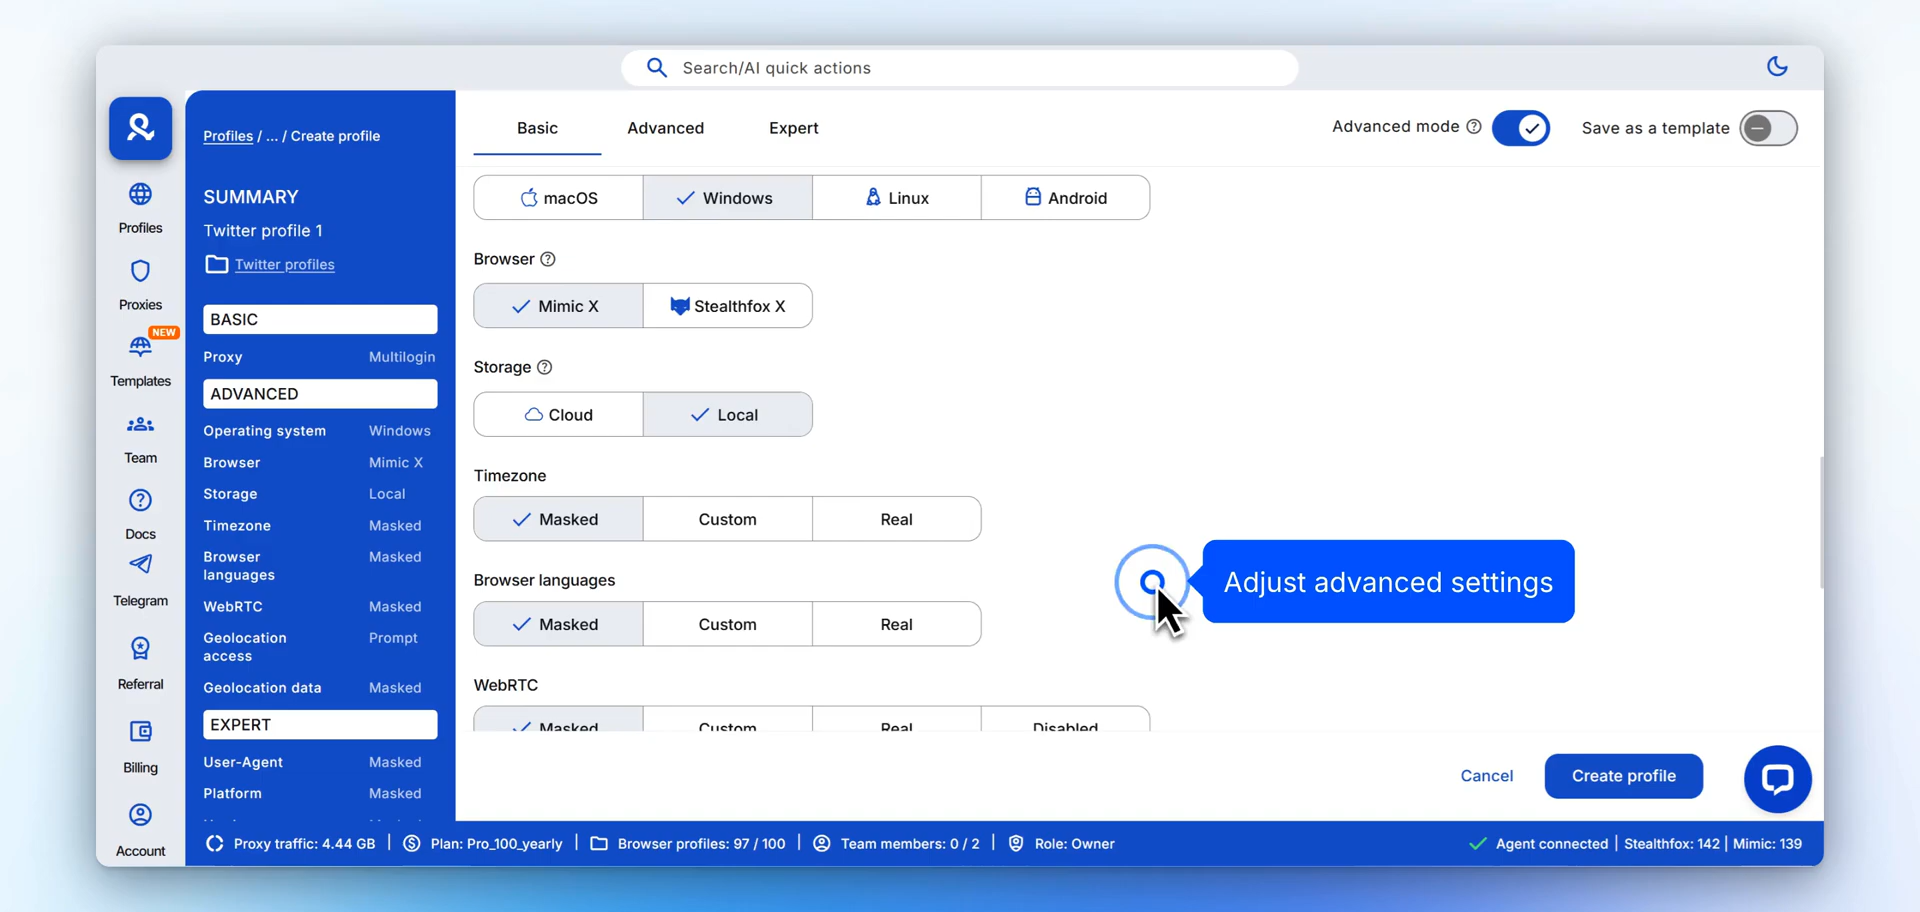 Search/AI quick actions
Profiles / ... / Create profile
SUMMARY
Twitter profile 1
Twitter profiles
BASIC
Proxy Multilogin
ADVANCED
Operating system Windows
Browser Mimic X
Storage Local
Timezone Masked
Browser languages Masked
WebRTC Masked
Geolocation access Prompt
Geolocation data Masked
EXPERT
User-Agent Masked
Platform Masked
Profiles
Proxies
NEW
Templates
Team
Docs
Telegram
Referral
Billing
Account
Basic Advanced Expert
Advanced mode
Save as a template
macOS Windows Linux Android
Browser
Mimic X Stealthfox X
Storage
Cloud Local
Timezone
Masked Custom Real
Browser languages
Masked Custom Real
WebRTC
Masked Custom Real Disabled
Adjust advanced settings
Cancel Create profile
Proxy traffic: 4.44 GB | Plan: Pro_100_yearly | Browser profiles: 97 / 100 | Team members: 0 / 2 | Role: Owner
Agent connected | Stealthfox: 142 | Mimic: 139